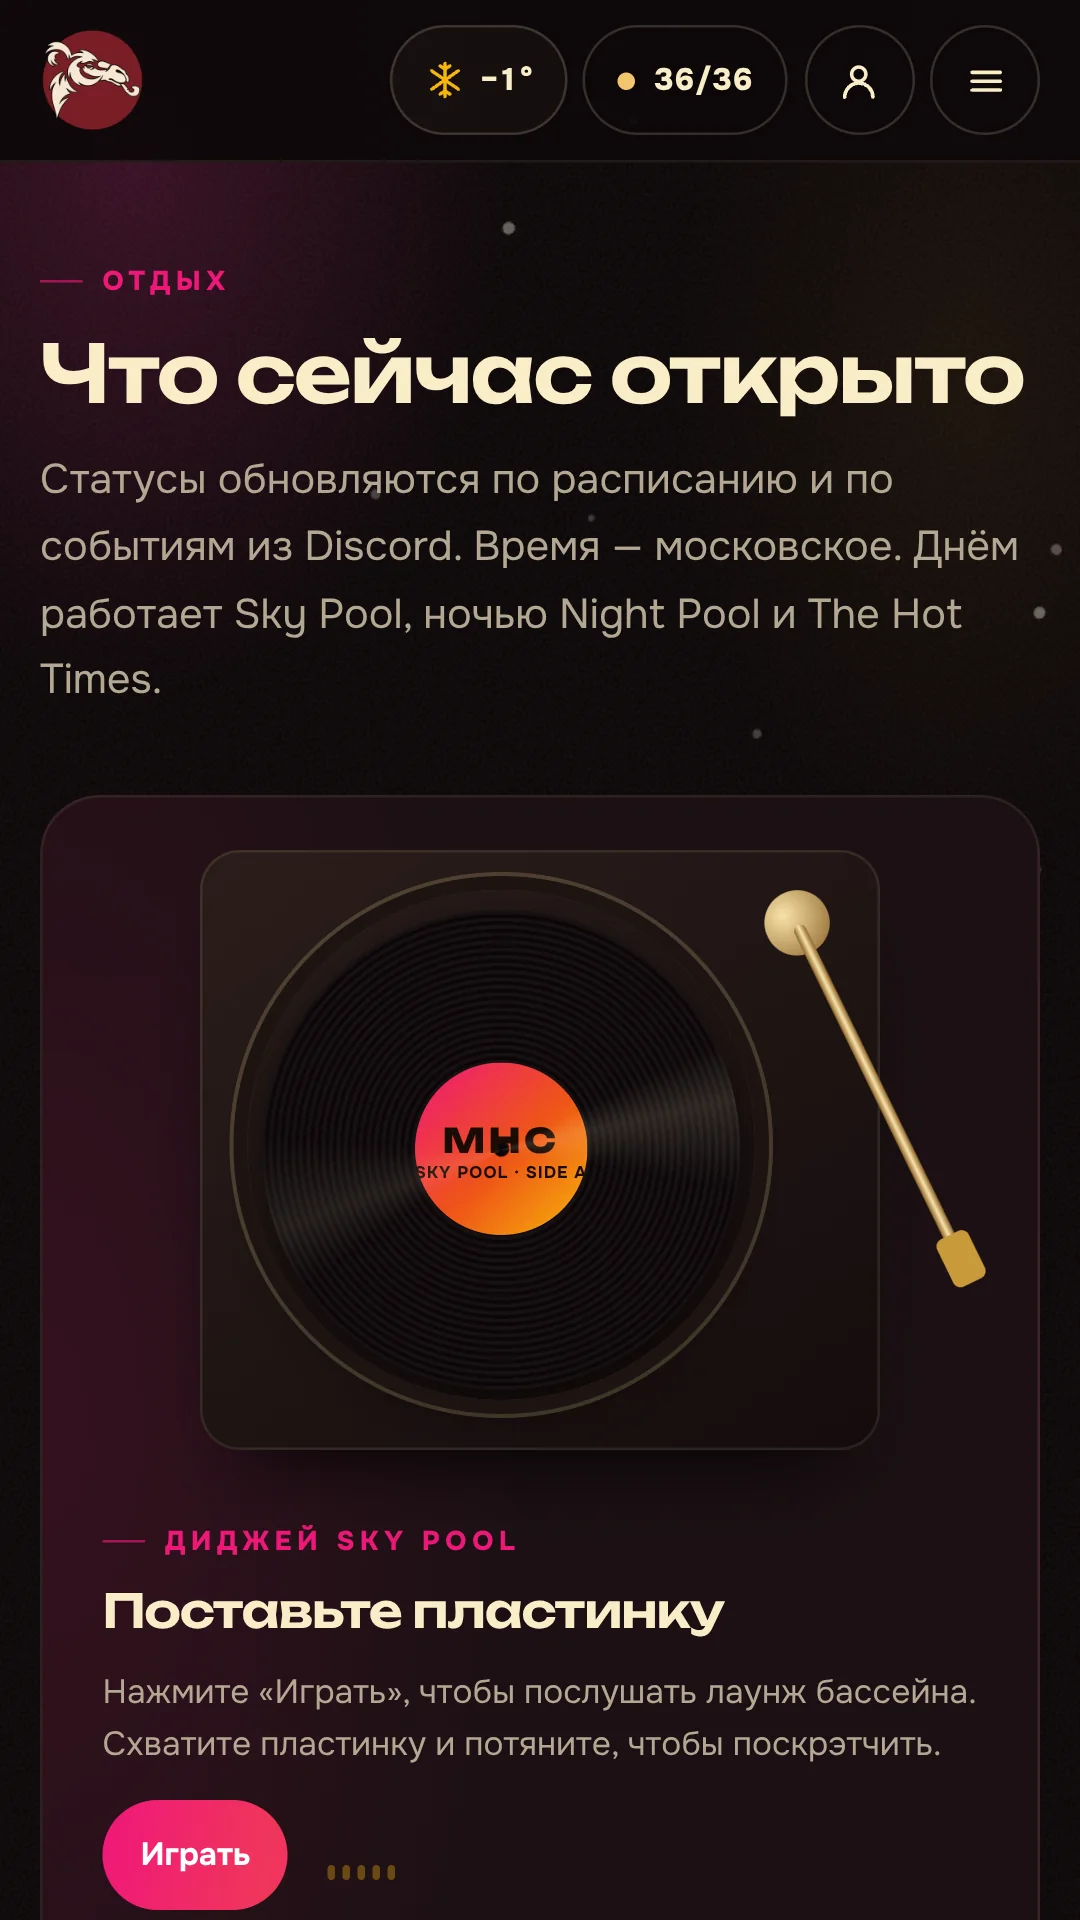 -1°
36/36
ОТДЫХ
Что сейчас открыто
Статусы обновляются по расписанию и по
событиям из Discord. Время — московское. Днём
работает Sky Pool, ночью Night Pool и The Hot
Times.
MHC
SKY POOL · SIDE A
ДИДЖЕЙ SKY POOL
Поставьте пластинку
Нажмите «Играть», чтобы послушать лаунж бассейна.
Схватите пластинку и потяните, чтобы поскрэтчить.
Играть